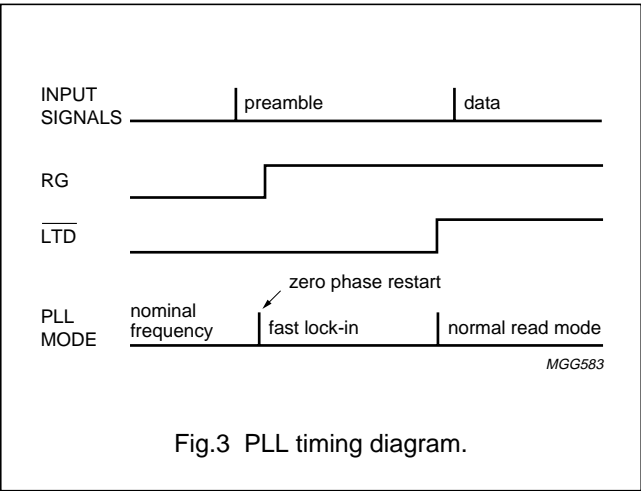 INPUT
SIGNALS
preamble
data
RG
LTD
zero phase restart
PLL
MODE
nominal
frequency
fast lock-in
normal read mode
MGG583
Fig.3 PLL timing diagram.